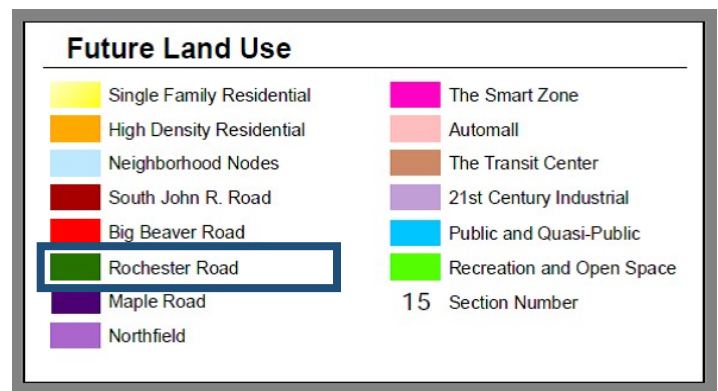 Future Land Use
Single Family Residential
High Density Residential
Neighborhood Nodes
South John R. Road
Big Beaver Road
Rochester Road
Maple Road
Northfield
The Smart Zone
Automall
The Transit Center
21st Century Industrial
Public and Quasi-Public
Recreation and Open Space
15 Section Number